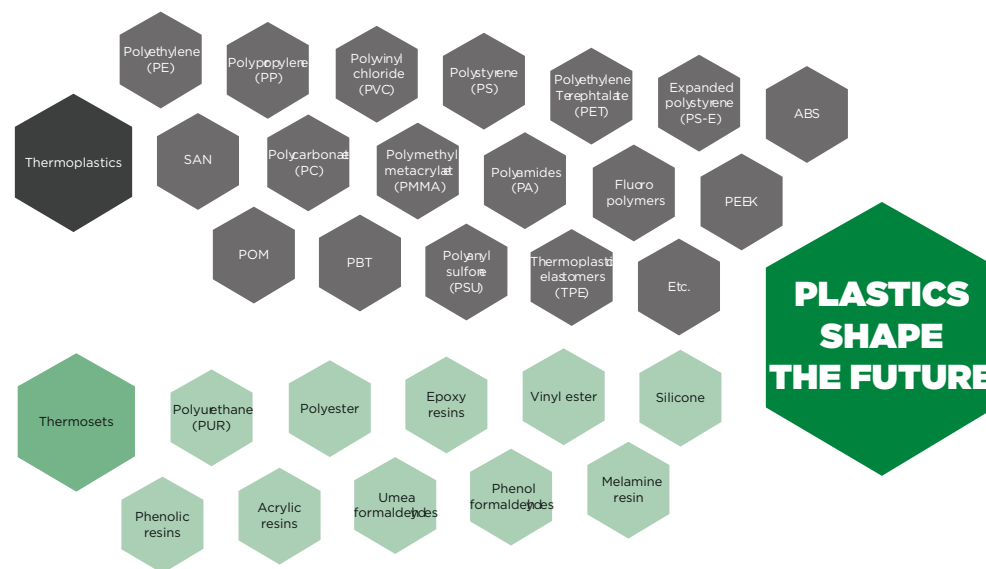 Polyethylene
(PE)
Polypropylene
(PP)
Polyvinyl
chloride
(PVC)
Polystyrene
(PS)
Polyethylene
Terephtalate
(PET)
Expanded
polystyrene
(PS-E)
ABS
Thermoplastics
SAN
Polycarbonate
(PC)
Polymethyl
metacrylat
(PMMA)
Polyamides
(PA)
Fluoro
polymers
PEEK
POM
PBT
Polyanyl
sulfone
(PSU)
Thermoplastic
elastomers
(TPE)
Etc.
PLASTICS
SHAPE
THE FUTURE
Thermosets
Polyurethane
(PUR)
Polyester
Epoxy
resins
Vinyl ester
Silicone
Phenolic
resins
Acrylic
resins
Umea
formaldehydes
Phenol
formaldehydes
Melamine
resin